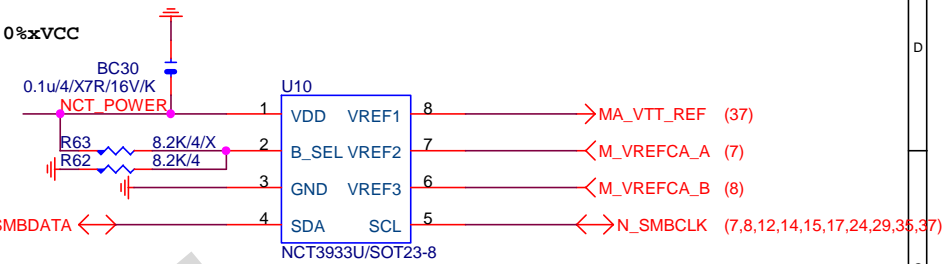 0%xVCC
D
BC30
0.1u/4/X7R/16V/K
U10
NCT_POWER
1
VDD
VREF1
8
MA_VTT_REF (37)
R63
8.2K/4/X
2
B_SEL
VREF2
7
M_VREFCA_A (7)
R62
8.2K/4
3
GND
VREF3
6
M_VREFCA_B (8)
SMBDATA
4
SDA
SCL
5
N_SMBCLK (7,8,12,14,15,17,24,29,35,37)
NCT3933U/SOT23-8